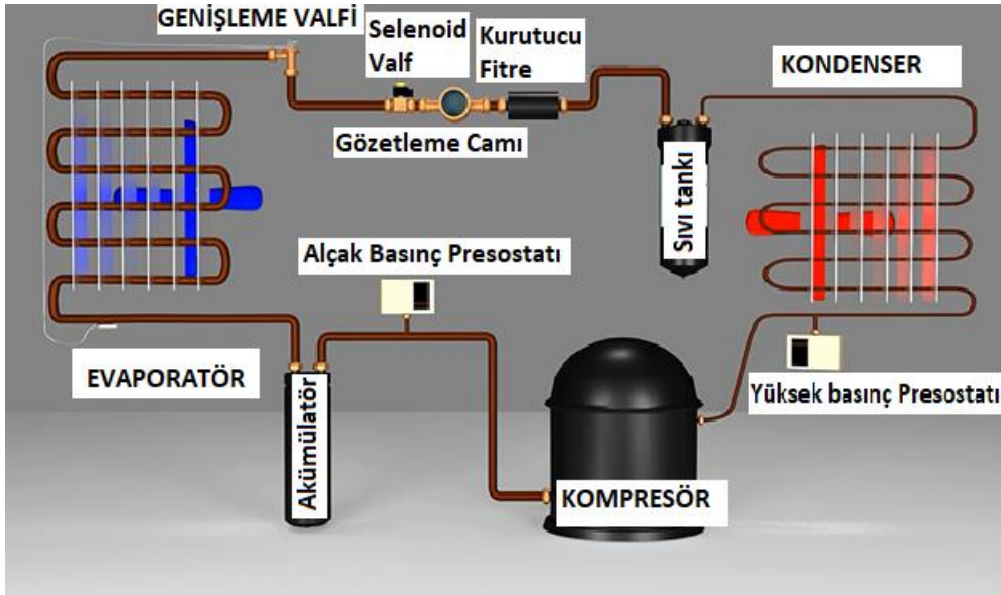 GENİŞLEME VALFİ
Selenoid
Valf
Kurutucu
Fitre
KONDENSER
Gözetleme Camı
Sıvı tankı
Alçak Basınç Presostatı
EVAPORATÖR
Akümülatör
KOMPRESÖR
Yüksek basınç Presostatı